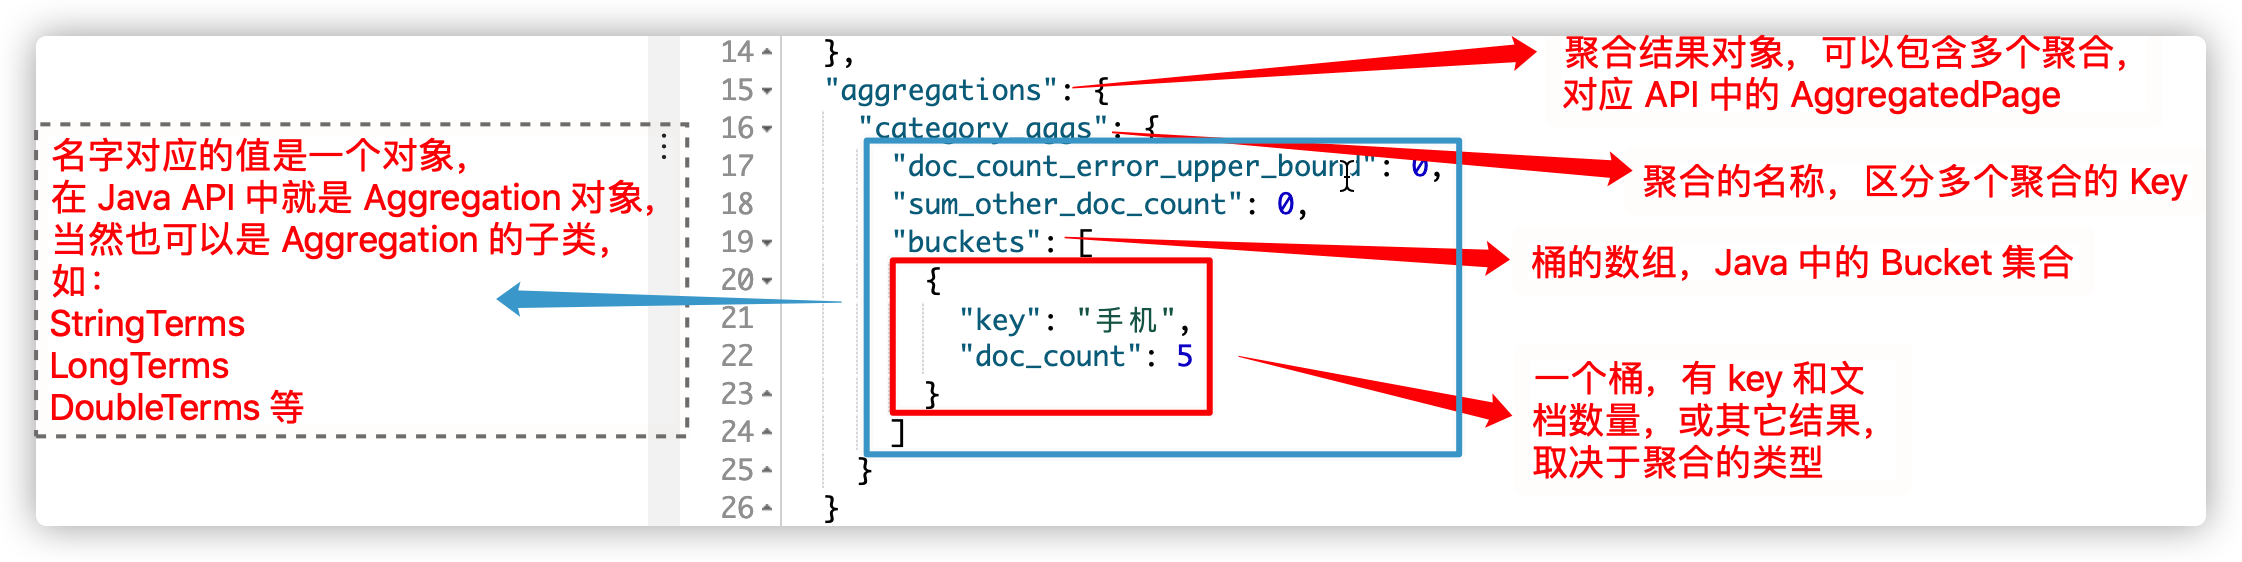 名字对应的值是一个对象，
在 Java API 中就是 Aggregation 对象，
当然也可以是 Aggregation 的子类，
如：
StringTerms
LongTerms
DoubleTerms 等
14 },
15 "aggregations": {
16 "category_aggs": {
17 "doc_count_error_upper_bound": 0,
18 "sum_other_doc_count": 0,
19 "buckets": [
20 {
21 "key": "手机",
22 "doc_count": 5
23 }
24 ]
25 }
26 }
聚合结果对象，可以包含多个聚合，
对应 API 中的 AggregatedPage
聚合的名称，区分多个聚合的 Key
桶的数组，Java 中的 Bucket 集合
一个桶，有 key 和文
档数量，或其它结果，
取决于聚合的类型